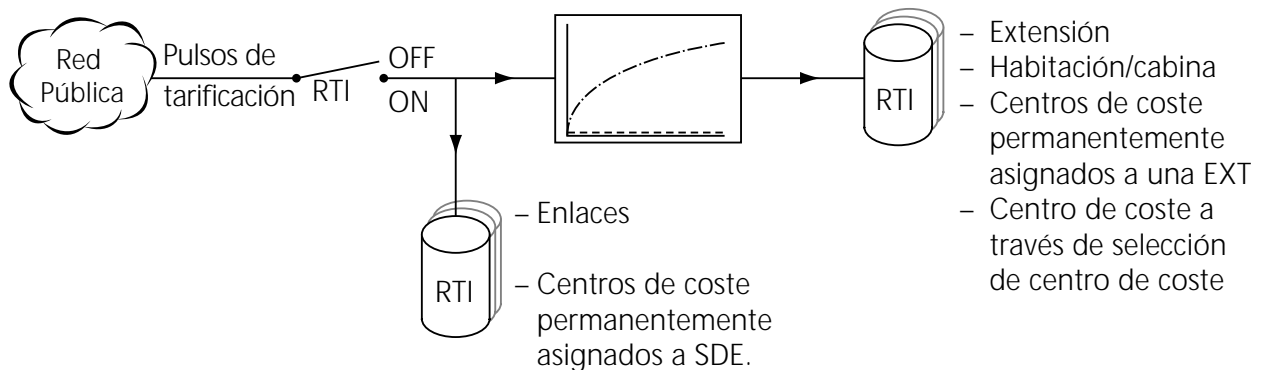 Red
Pública
Pulsos de
tarificación
RTI
OFF
ON
RTI
– Extensión
– Habitación/cabina
– Centros de coste
permanentemente
asignados a una EXT
– Centro de coste a
través de selección
de centro de coste
RTI
– Enlaces
– Centros de coste
permanentemente
asignados a SDE.